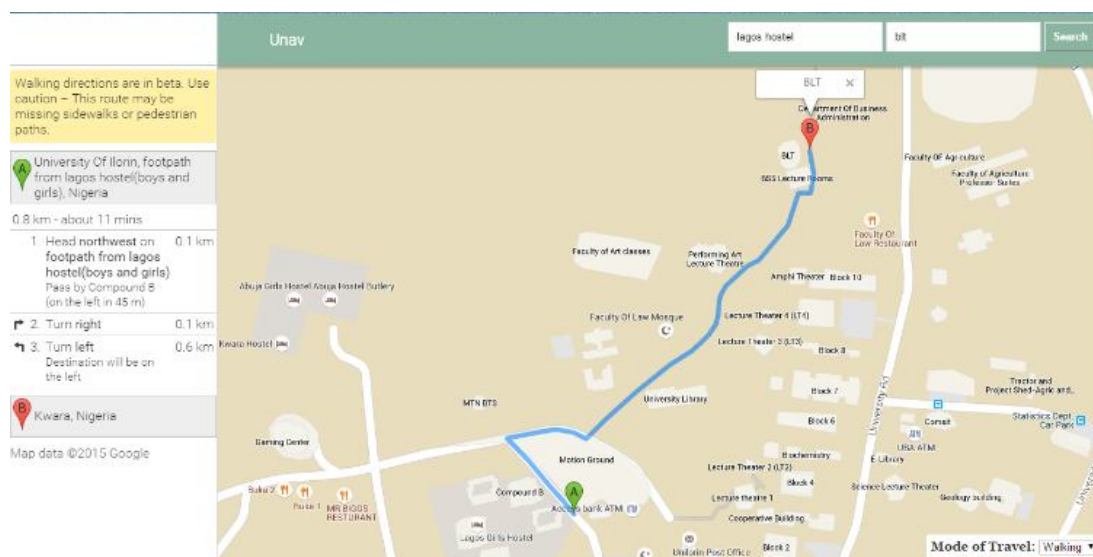 Unav
lagos hostel
blt
Search
Walking directions are in beta. Use
caution – This route may be
missing sidewalks or pedestrian
paths.
A
University Of Ilorin, footpath
from lagos hostel(boys and
girls), Nigeria
0.8 km - about 11 mins
1. Head northwest on 0.1 km
footpath from lagos
hostel(boys and girls)
Pass by Compound B
(on the left in 45 m)
2. Turn right 0.1 km
3. Turn left 0.6 km
Destination will be on
the left
B
Kwara, Nigeria
Map data ©2015 Google
BLT
Department Of Business
Administration
B
BLT
BSS Lecture Rooms
Faculty OF Agriculture
Faculty of Agriculture
Professor Suites
Faculty Of
Law Restaurant
Faculty of Art classes
Performing Art
Lecture Theatre
Amphi Theater
Block 10
Abuja Girls Hostel
Abuja Hostel Butlery
Faculty Of Law Mosque
Lecture Theater 4 (LT4)
Lecture Theater 3 (LT3)
Block 8
Kwara Hostel
University Rd
Block 7
Tractor and
Project Shed-Agric and...
MTN BTS
University Library
Block 6
Comsit
Statistics Dept.
Car Park
UBA ATM
Gaming Center
Motion Ground
Biochemistry
E. Library
Lecture Theater 2 (LT2)
Block 4
Science Lecture Theater
Geology building
Buka 2
Buka 1
MR BIGGS
RESTURANT
Compound B
A
Access bank ATM
Lecture theatre 1
Cooperative Building
Lagos Girls Hostel
Unilorin Post Office
Block 2
Mode of Travel: Walking